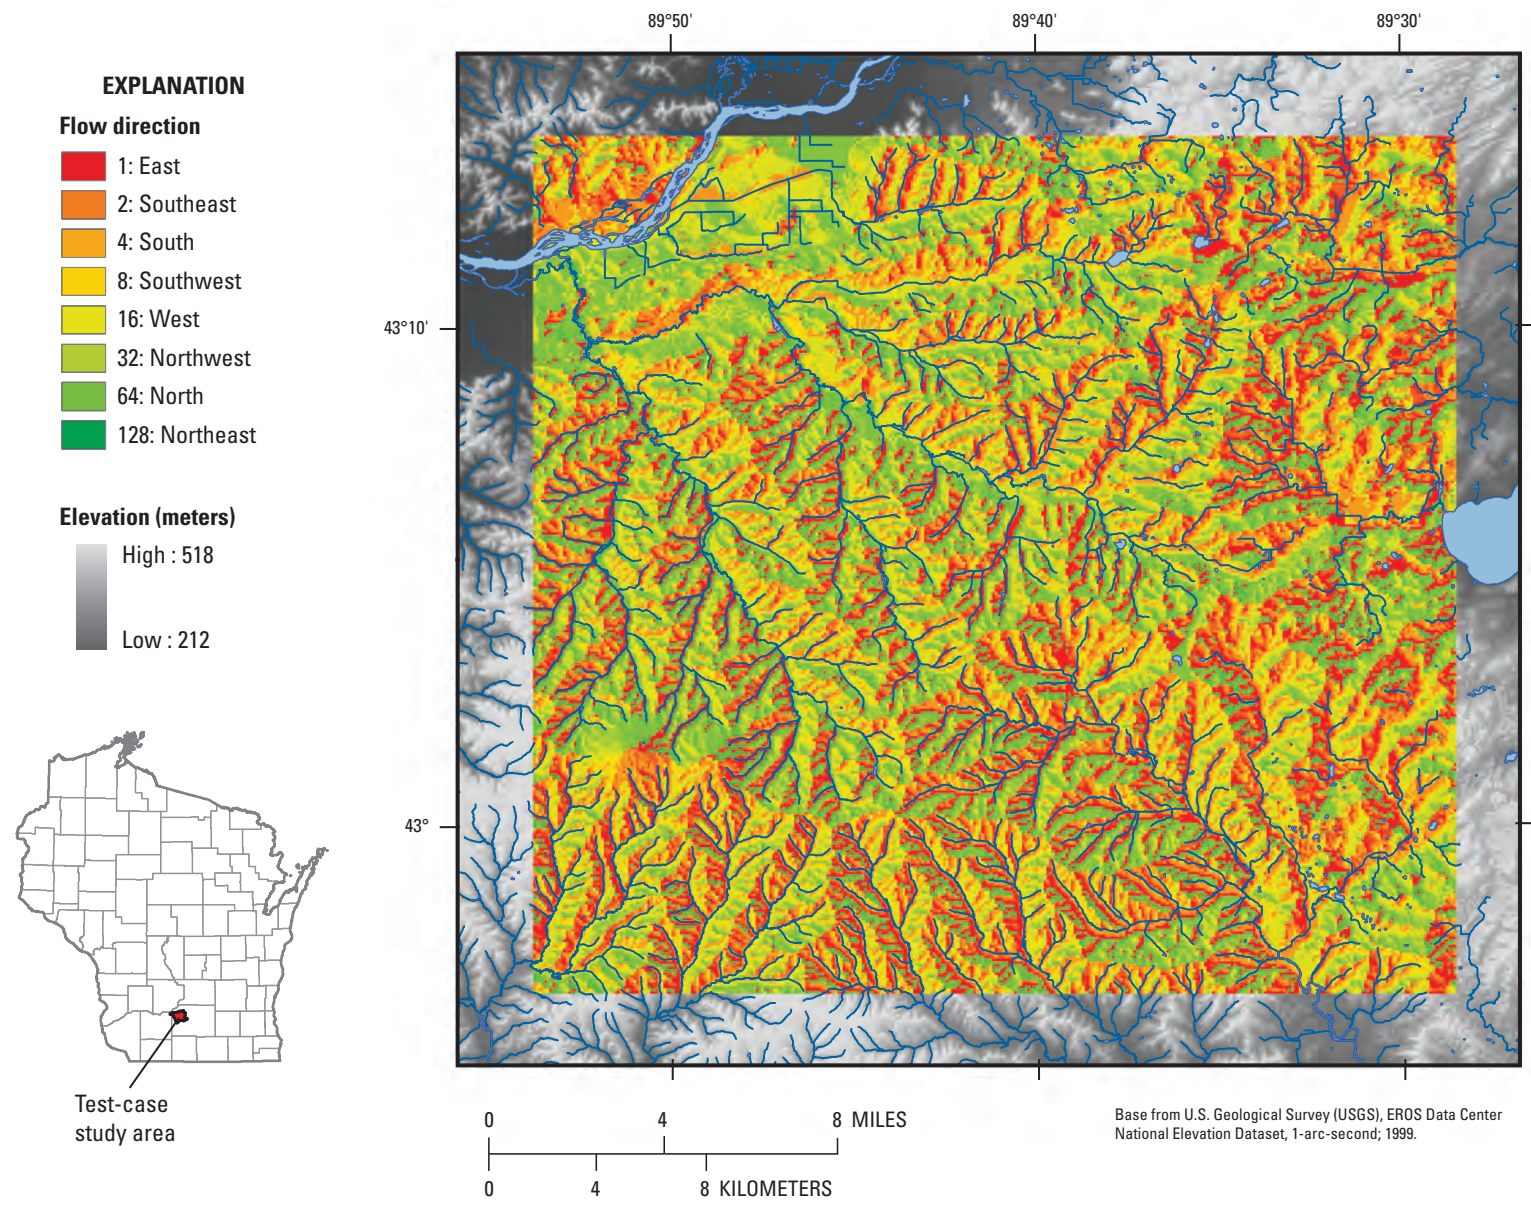 89°50'
89°40'
89°30'
EXPLANATION
Flow direction
1: East
2: Southeast
4: South
8: Southwest
16: West
32: Northwest
64: North
128: Northeast
43°10'
Elevation (meters)
High : 518
Low : 212
43°
Test-case
study area
0 4 8 MILES
0 4 8 KILOMETERS
Base from U.S. Geological Survey (USGS), EROS Data Center
National Elevation Dataset, 1-arc-second; 1999.